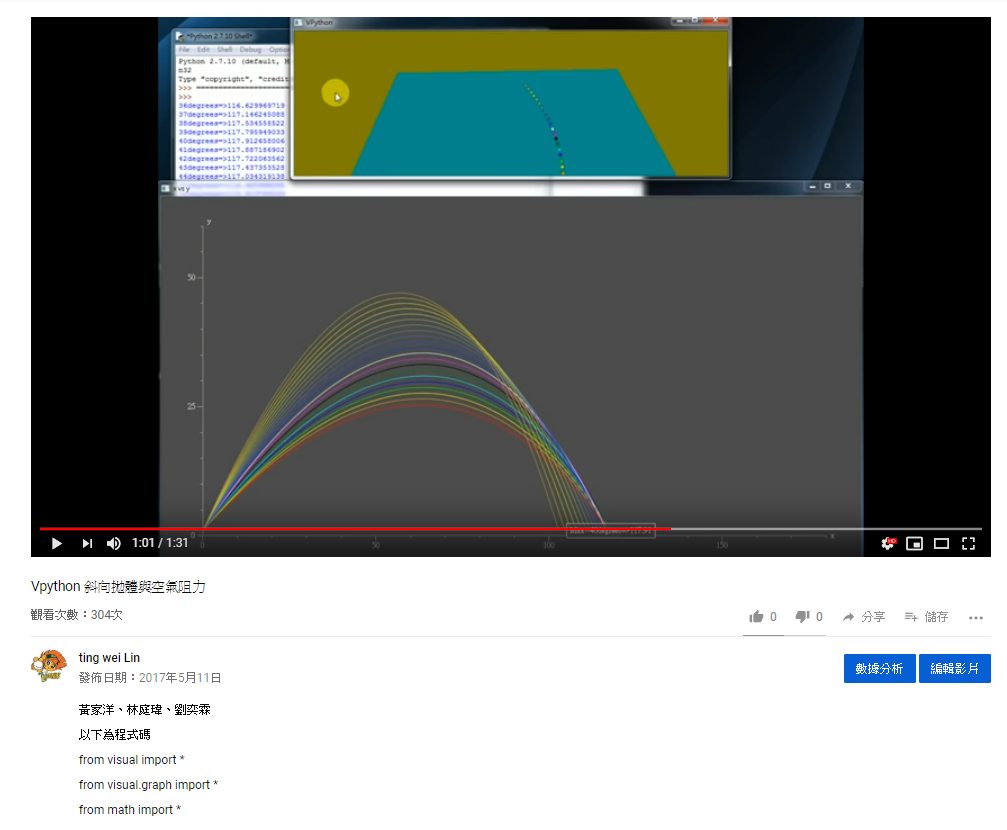 VPython
*Python 2.7.10 Shell*
File Edit Shell Debug Option
Python 2.7.10 (default, M
n32
Type "copyright", "credit
>>> ======================
>>>
36degrees=>116.629969719
37degrees=>117.146245088
38degrees=>117.534558522
39degrees=>117.795949033
40degrees=>117.912658006
41degrees=>117.887186902
42degrees=>117.722063562
43degrees=>117.437353528
44degrees=>117.034319138
x vs y
y
50
25
0
0 50 100 150 x
1:01 / 1:31
HD
Vpython 斜向拋體與空氣阻力
觀看次數：304次
0 0 分享 儲存
ting wei Lin
發佈日期：2017年5月11日
數據分析 編輯影片
黃家洋、林庭瑋、劉奕霖
以下為程式碼
from visual import *
from visual.graph import *
from math import *